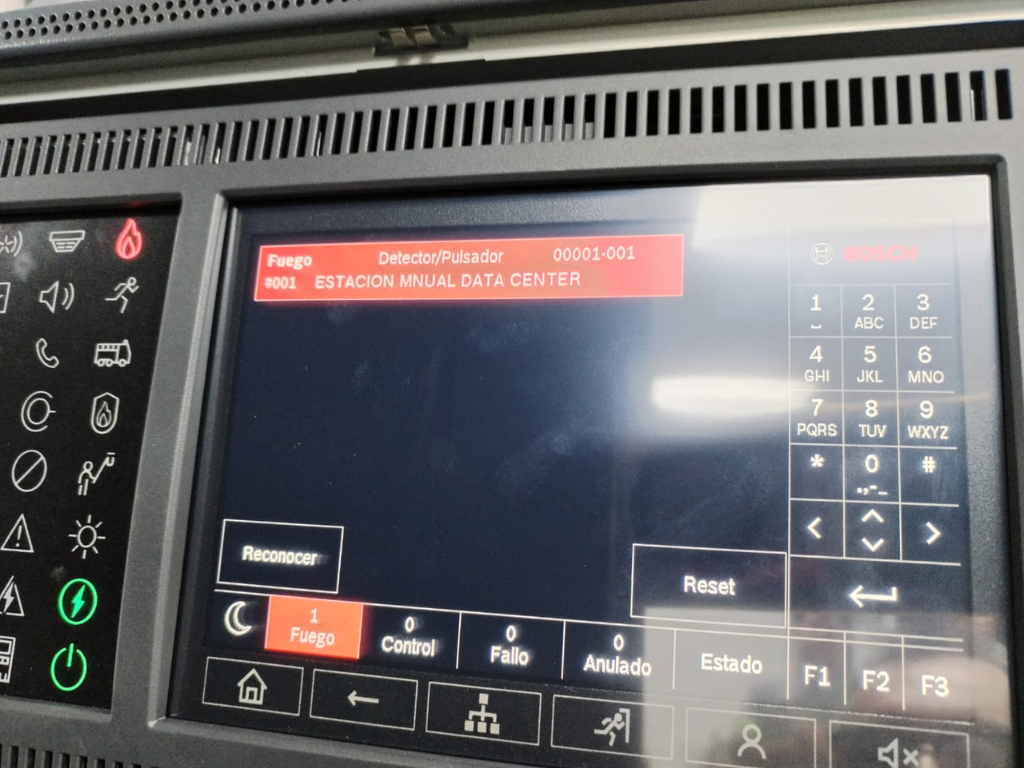 Fuego Detector/Pulsador 00001-001
#001 ESTACION MNUAL DATA CENTER
BOSCH
1 2 3
ABC DEF
4 5 6
GHI JKL MNO
7 8 9
PQRS TUV WXYZ
* 0 #
.,-_
Reconocer
Reset
1 Fuego
0 Control
0 Fallo
0 Anulado
Estado
F1 F2 F3